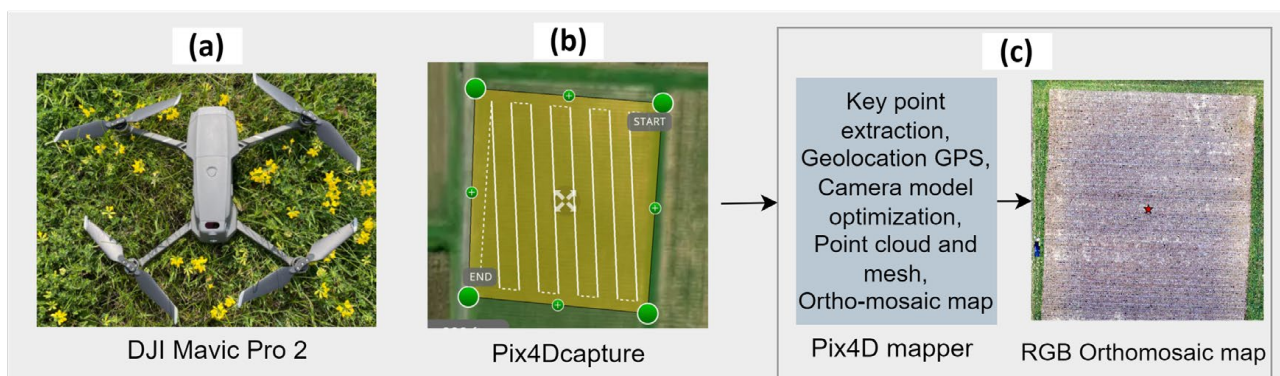 (a)
(b)
(c)
START
END
Key point
extraction,
Geolocation GPS,
Camera model
optimization,
Point cloud and
mesh,
Ortho-mosaic map
DJI Mavic Pro 2
Pix4Dcapture
Pix4D mapper
RGB Orthomosaic map